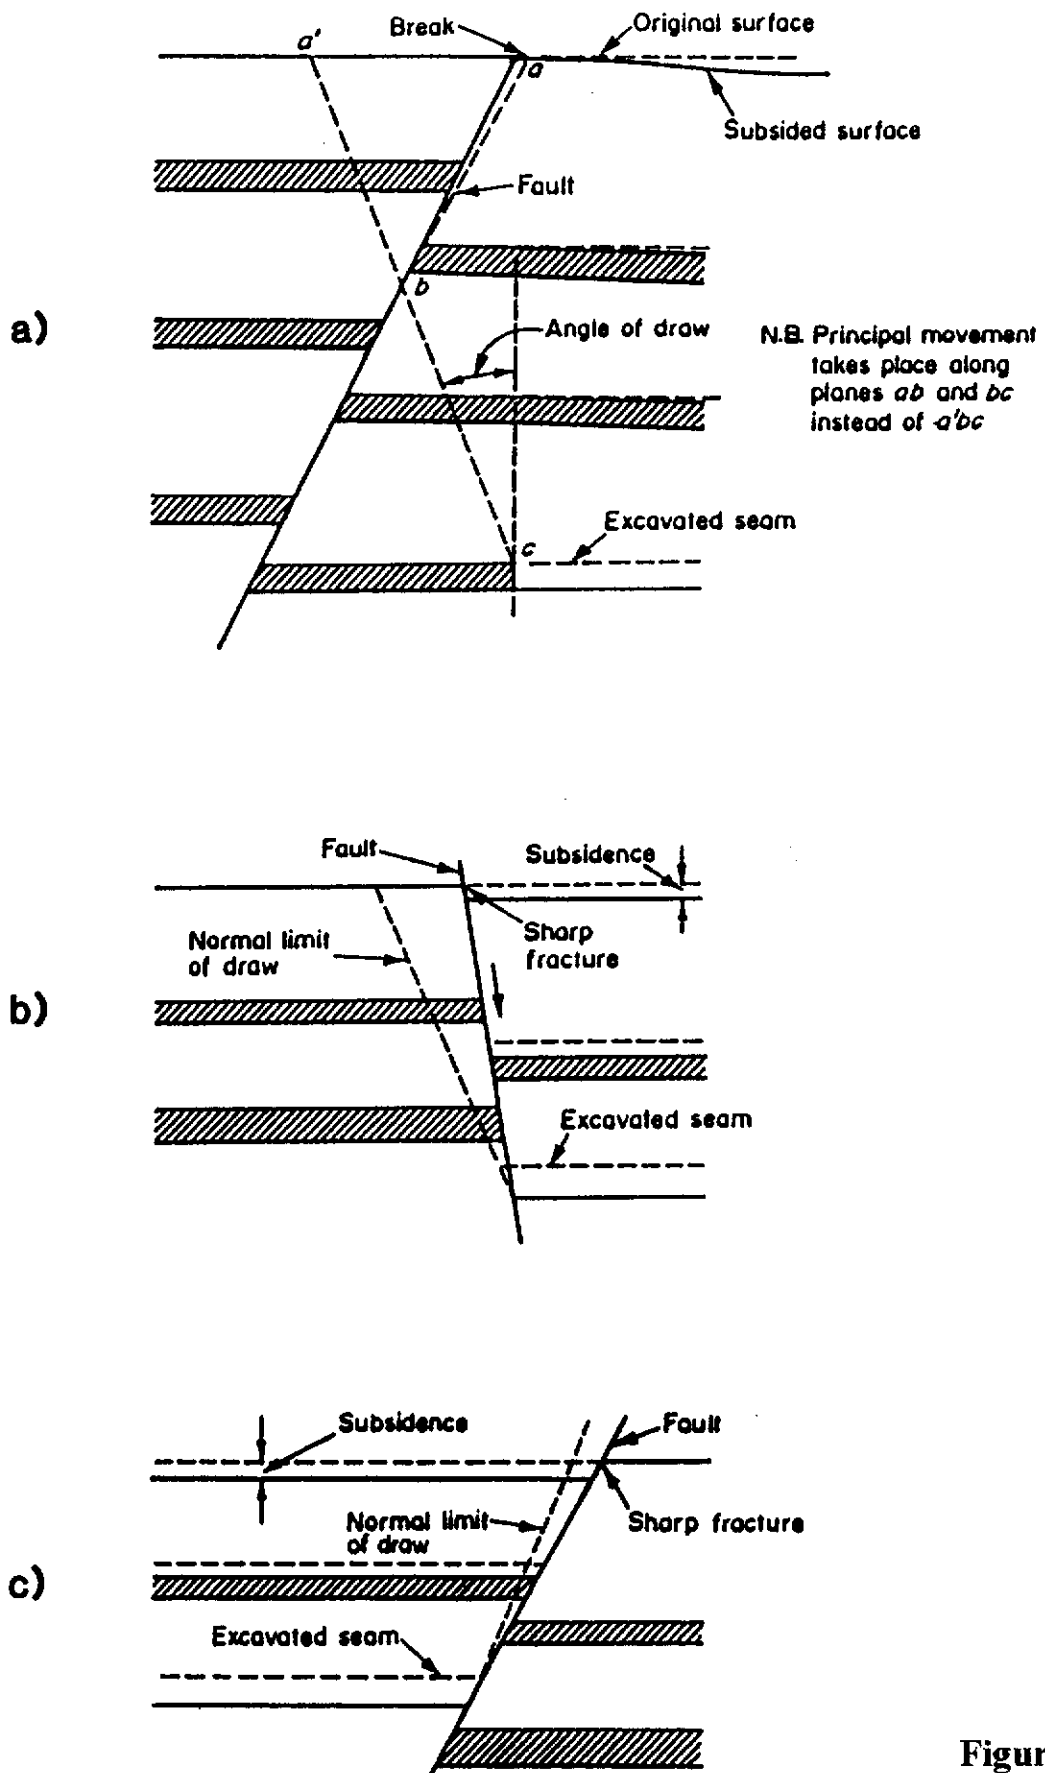 a)
a'
Break
Original surface
a
Subsided surface
Fault
b
Angle of draw
N.B. Principal movement
takes place along
planes ab and bc
instead of a'bc
c
Excavated seam
b)
Fault
Subsidence
Normal limit
of draw
Sharp
fracture
Excavated seam
c)
Subsidence
Fault
Normal limit
of draw
Sharp fracture
Excavated seam
Figur